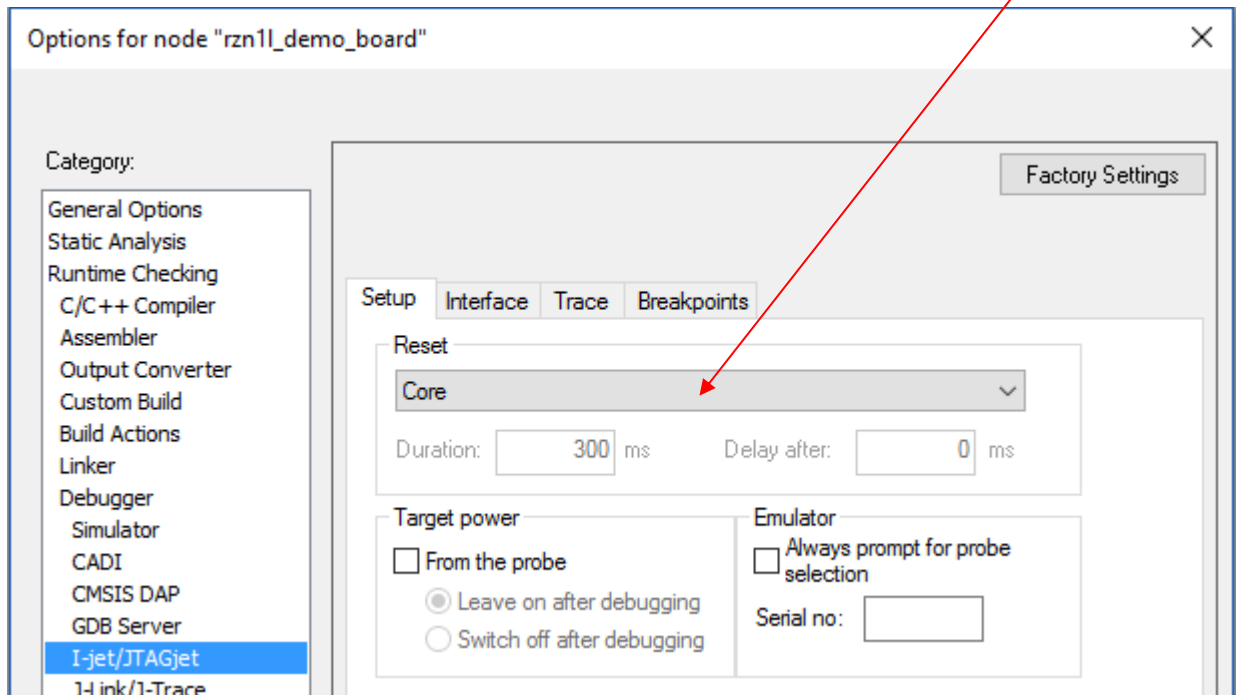 Options for node "rzn1l_demo_board"
Category:
Factory Settings
General Options
Static Analysis
Runtime Checking
C/C++ Compiler
Assembler
Output Converter
Custom Build
Build Actions
Linker
Debugger
Simulator
CADI
CMSIS DAP
GDB Server
I-jet/JTAGjet
J-Link/J-Trace
Setup Interface Trace Breakpoints
Reset
Core
Duration: 300 ms Delay after: 0 ms
Target power
From the probe
Leave on after debugging
Switch off after debugging
Emulator
Always prompt for probe
selection
Serial no: